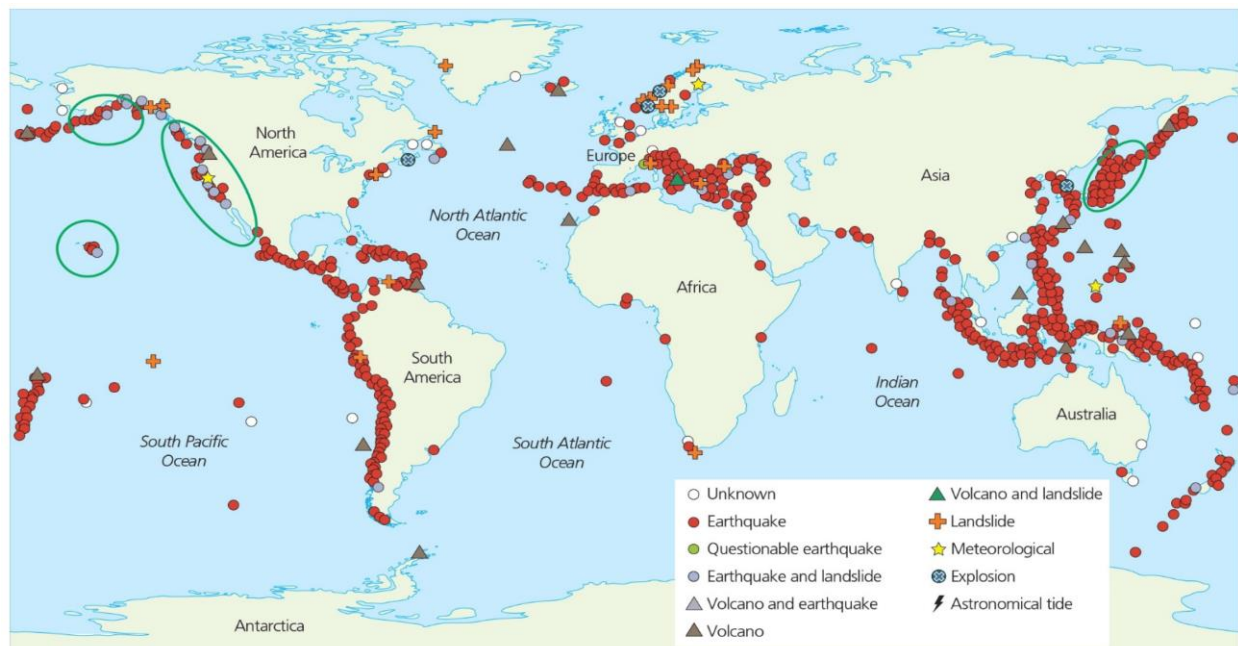 North
America
Europe
Asia
North Atlantic
Ocean
Africa
South
America
Indian
Ocean
Australia
South Pacific
Ocean
South Atlantic
Ocean
Antarctica
Unknown
Earthquake
Questionable earthquake
Earthquake and landslide
Volcano and earthquake
Volcano
Volcano and landslide
Landslide
Meteorological
Explosion
Astronomical tide